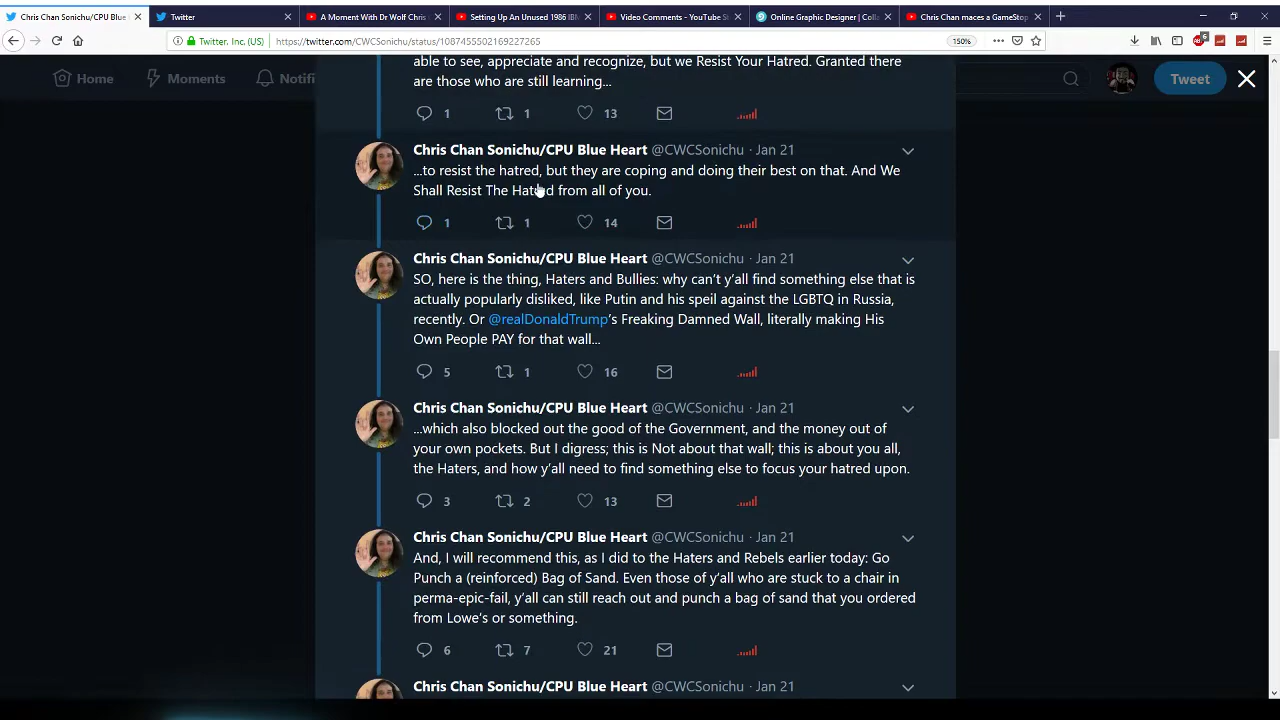 Chris Chan Sonichu/CPU Blue H
Twitter
A Moment With Dr Wolf Chris
Setting Up An Unused 1986 IBM
Video Comments - YouTube S
Online Graphic Designer | Colla
Chris Chan maces a GameStop
Twitter, Inc. (US)
https://twitter.com/CWCSonichu/status/1087455502169227265
150%
6
Home
Moments
Notifi
Tweet
able to see, appreciate and recognize, but we Resist Your Hatred. Granted there
are those who are still learning...
1 1 13
Chris Chan Sonichu/CPU Blue Heart @CWCSonichu · Jan 21
...to resist the hatred, but they are coping and doing their best on that. And We
Shall Resist The Hatred from all of you.
1 1 14
Chris Chan Sonichu/CPU Blue Heart @CWCSonichu · Jan 21
SO, here is the thing, Haters and Bullies: why can't y'all find something else that is
actually popularly disliked, like Putin and his speil against the LGBTQ in Russia,
recently. Or @realDonaldTrump's Freaking Damned Wall, literally making His
Own People PAY for that wall...
5 1 16
Chris Chan Sonichu/CPU Blue Heart @CWCSonichu · Jan 21
...which also blocked out the good of the Government, and the money out of
your own pockets. But I digress; this is Not about that wall; this is about you all,
the Haters, and how y'all need to find something else to focus your hatred upon.
3 2 13
Chris Chan Sonichu/CPU Blue Heart @CWCSonichu · Jan 21
And, I will recommend this, as I did to the Haters and Rebels earlier today: Go
Punch a (reinforced) Bag of Sand. Even those of y'all who are stuck to a chair in
perma-epic-fail, y'all can still reach out and punch a bag of sand that you ordered
from Lowe's or something.
6 7 21
Chris Chan Sonichu/CPU Blue Heart @CWCSonichu · Jan 21